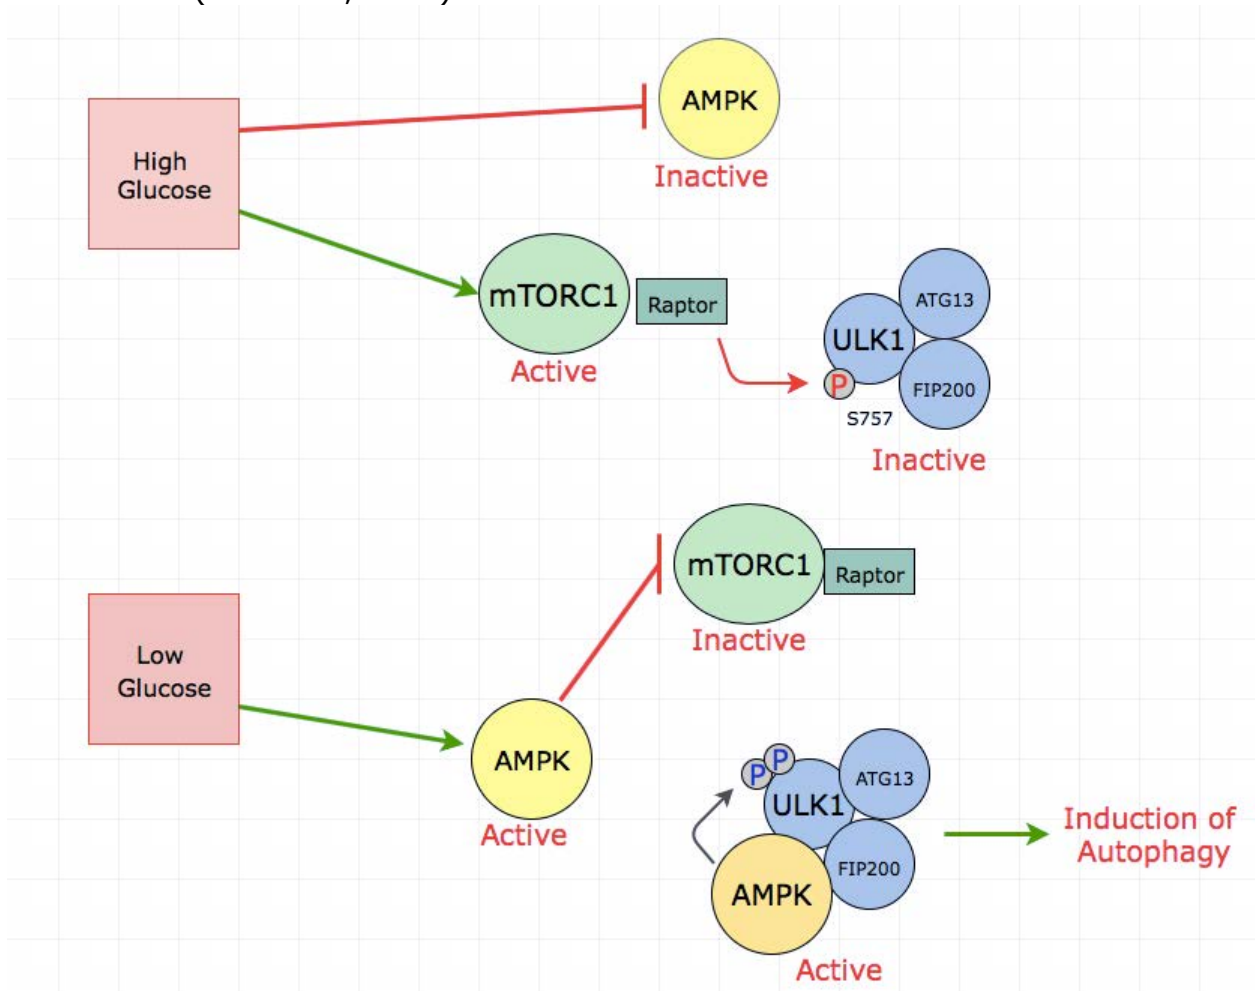 AMPK
Inactive
High
Glucose
mTORC1
Raptor
Active
ATG13
ULK1
FIP200
P
S757
Inactive
mTORC1
Raptor
Inactive
Low
Glucose
AMPK
Active
P
P
ULK1
ATG13
FIP200
AMPK
Active
Induction of
Autophagy